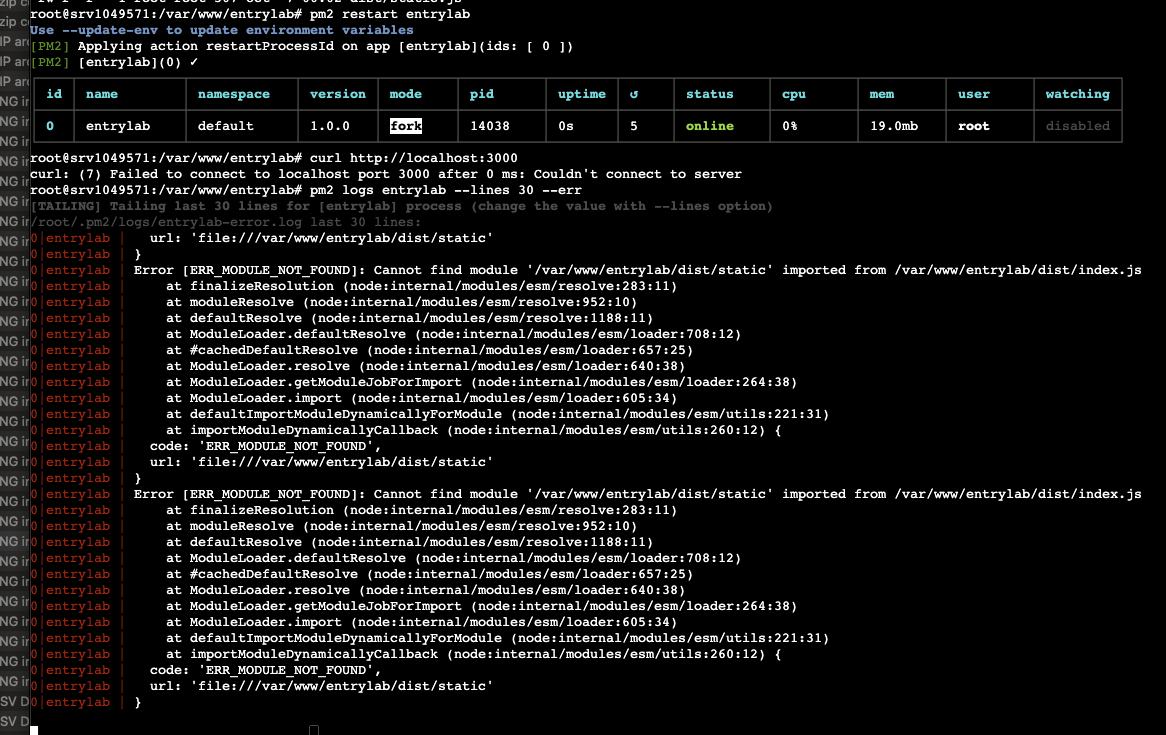 root@srv1049571:/var/www/entrylab# pm2 restart entrylab
Use --update-env to update environment variables
[PM2] Applying action restartProcessId on app [entrylab](ids: [ 0 ])
[PM2] [entrylab](0) ✓
id name namespace version mode pid uptime ↺ status cpu mem user watching
0 entrylab default 1.0.0 fork 14038 0s 5 online 0% 19.0mb root disabled
root@srv1049571:/var/www/entrylab# curl http://localhost:3000
curl: (7) Failed to connect to localhost port 3000 after 0 ms: Couldn't connect to server
root@srv1049571:/var/www/entrylab# pm2 logs entrylab --lines 30 --err
[TAILING] Tailing last 30 lines for [entrylab] process (change the value with --lines option)
/root/.pm2/logs/entrylab-error.log last 30 lines:
0|entrylab |   url: 'file:///var/www/entrylab/dist/static'
0|entrylab | }
0|entrylab | Error [ERR_MODULE_NOT_FOUND]: Cannot find module '/var/www/entrylab/dist/static' imported from /var/www/entrylab/dist/index.js
0|entrylab |     at finalizeResolution (node:internal/modules/esm/resolve:283:11)
0|entrylab |     at moduleResolve (node:internal/modules/esm/resolve:952:10)
0|entrylab |     at defaultResolve (node:internal/modules/esm/resolve:1188:11)
0|entrylab |     at ModuleLoader.defaultResolve (node:internal/modules/esm/loader:708:12)
0|entrylab |     at #cachedDefaultResolve (node:internal/modules/esm/loader:657:25)
0|entrylab |     at ModuleLoader.resolve (node:internal/modules/esm/loader:640:38)
0|entrylab |     at ModuleLoader.getModuleJobForImport (node:internal/modules/esm/loader:264:38)
0|entrylab |     at ModuleLoader.import (node:internal/modules/esm/loader:605:34)
0|entrylab |     at defaultImportModuleDynamicallyForModule (node:internal/modules/esm/utils:221:31)
0|entrylab |     at importModuleDynamicallyCallback (node:internal/modules/esm/utils:260:12) {
0|entrylab |   code: 'ERR_MODULE_NOT_FOUND',
0|entrylab |   url: 'file:///var/www/entrylab/dist/static'
0|entrylab | }
0|entrylab | Error [ERR_MODULE_NOT_FOUND]: Cannot find module '/var/www/entrylab/dist/static' imported from /var/www/entrylab/dist/index.js
0|entrylab |     at finalizeResolution (node:internal/modules/esm/resolve:283:11)
0|entrylab |     at moduleResolve (node:internal/modules/esm/resolve:952:10)
0|entrylab |     at defaultResolve (node:internal/modules/esm/resolve:1188:11)
0|entrylab |     at ModuleLoader.defaultResolve (node:internal/modules/esm/loader:708:12)
0|entrylab |     at #cachedDefaultResolve (node:internal/modules/esm/loader:657:25)
0|entrylab |     at ModuleLoader.resolve (node:internal/modules/esm/loader:640:38)
0|entrylab |     at ModuleLoader.getModuleJobForImport (node:internal/modules/esm/loader:264:38)
0|entrylab |     at ModuleLoader.import (node:internal/modules/esm/loader:605:34)
0|entrylab |     at defaultImportModuleDynamicallyForModule (node:internal/modules/esm/utils:221:31)
0|entrylab |     at importModuleDynamicallyCallback (node:internal/modules/esm/utils:260:12) {
0|entrylab |   code: 'ERR_MODULE_NOT_FOUND',
0|entrylab |   url: 'file:///var/www/entrylab/dist/static'
0|entrylab | }